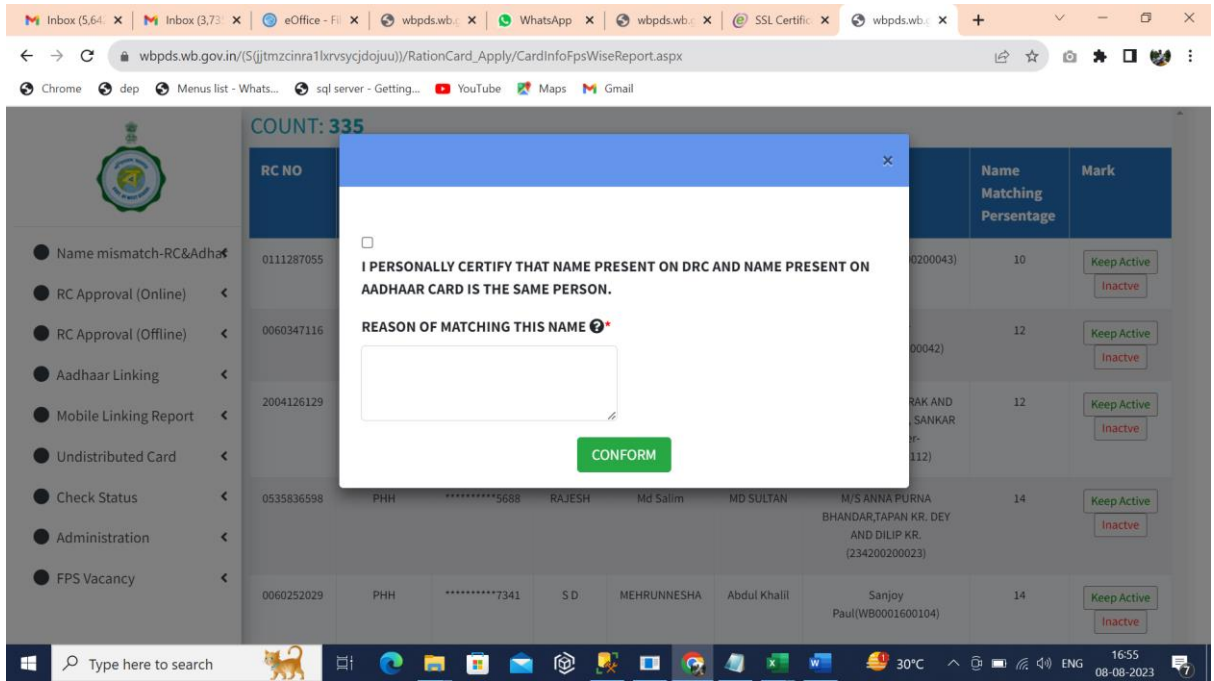 Inbox (5,64.
Inbox (3,73
eOffice - Fil
wbpds.wb.g
WhatsApp
wbpds.wb.g
SSL Certific
wbpds.wb.g
wbpds.wb.gov.in/(S(jjtmzcinra1lxrvsycjdojuu))/RationCard_Apply/CardInfoFpsWiseReport.aspx
Chrome dep Menus list - Whats... sql server - Getting... YouTube Maps Gmail
COUNT: 335
RC NO
Name
Matching
Persentage
Mark
Name mismatch-RC&Adha
RC Approval (Online)
RC Approval (Offline)
Aadhaar Linking
Mobile Linking Report
Undistributed Card
Check Status
Administration
FPS Vacancy
×
I PERSONALLY CERTIFY THAT NAME PRESENT ON DRC AND NAME PRESENT ON
AADHAAR CARD IS THE SAME PERSON.
REASON OF MATCHING THIS NAME ?*
CONFORM
0111287055 00200043) 10 Keep Active
Inactve
0060347116 12 Keep Active
00042) Inactve
2004126129 RAK AND 12 Keep Active
, SANKAR Inactve
er-
112)
0535836598 PHH **********5688 RAJESH Md Salim MD SULTAN M/S ANNA PURNA 14 Keep Active
BHANDAR,TAPAN KR. DEY Inactve
AND DILIP KR.
(234200200023)
0060252029 PHH **********7341 S D MEHRUNNESHA Abdul Khalil Sanjoy 14 Keep Active
Paul(WB0001600104) Inactve
Type here to search
30°C ENG 16:55
08-08-2023
7